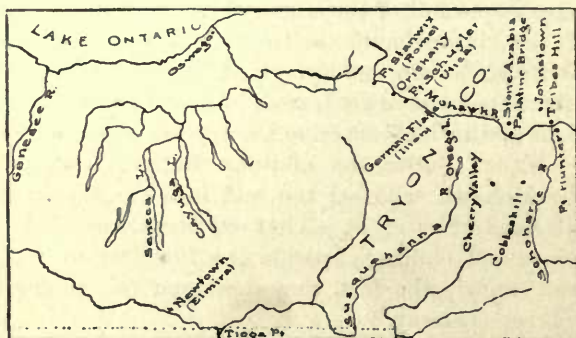 LAKE ONTARIO
Oswego
Genesee R.
Seneca L.
Cayuga L.
Newtown
(Elmira)
Tioga Pt
Ft. Stanwix
(Rome)
Oriskany
Ft. Schuyler
(Utica)
Mohawk R
German Flats
TRYON CO.
Otsego L.
Susquehanna R
Cherry Valley
Cobleskill
Stone Arabia
Palatine Bridge
Johnstown
Tribes Hill
Ft. Hunter
Schoharie R